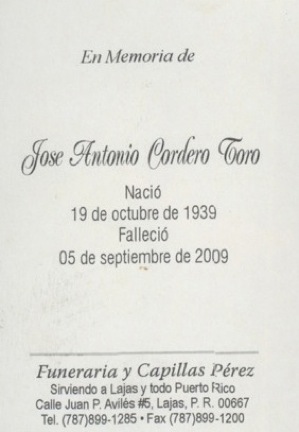 En Memoria de
Jose Antonio Cordero Toro
Nació
19 de octubre de 1939
Falleció
05 de septiembre de 2009
Funeraria y Capillas Pérez
Sirviendo a Lajas y todo Puerto Rico
Calle Juan P. Avilés #5, Lajas, P. R. 00667
Tel. (787)899-1285 • Fax (787)899-1200